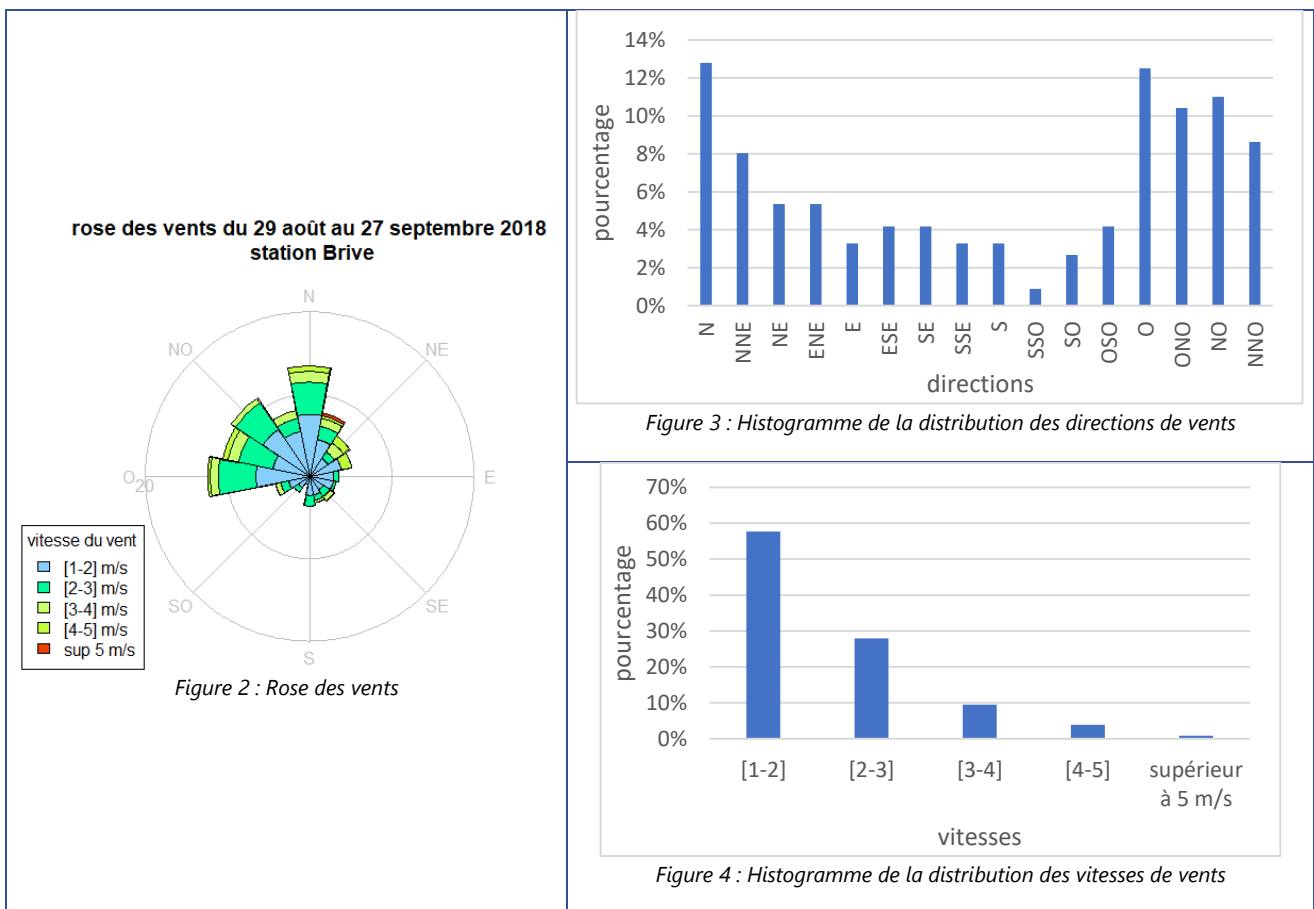 rose des vents du 29 août au 27 septembre 2018
station Brive
N
NO
NE
O
20
E
SO
SE
S
vitesse du vent
[1-2] m/s
[2-3] m/s
[3-4] m/s
[4-5] m/s
sup 5 m/s
Figure 2 : Rose des vents
14%
12%
10%
8%
6%
4%
2%
0%
pourcentage
N
NNE
NE
ENE
E
ESE
SE
SSE
S
SSO
SO
OSO
O
ONO
NO
NNO
directions
Figure 3 : Histogramme de la distribution des directions de vents
70%
60%
50%
40%
30%
20%
10%
0%
pourcentage
[1-2]
[2-3]
[3-4]
[4-5]
supérieur
à 5 m/s
vitesses
Figure 4 : Histogramme de la distribution des vitesses de vents